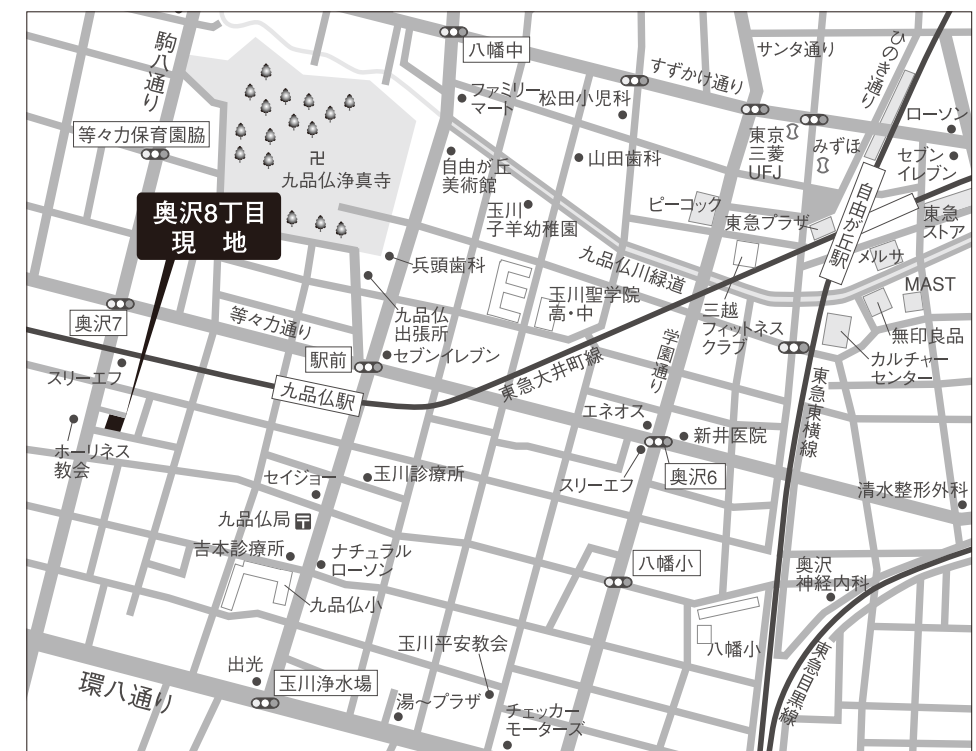 駒八通り
八幡中
サンタ通り
ひのき通り
すずかけ通り
ファミリー
マート
松田小児科
ローソン
等々力保育園脇
東京
三菱
UFJ
みずほ
セブン
イレブン
卍
九品仏浄真寺
自由が丘
美術館
山田歯科
奥沢8丁目
現 地
玉川
子羊幼稚園
ピーコック
東急プラザ
自由が丘駅
東急
ストア
兵頭歯科
九品仏川緑道
メルサ
MAST
九品仏
出張所
玉川聖学院
高・中
三越
フィットネス
クラブ
無印良品
カルチャー
センター
奥沢7
等々力通り
駅前
セブンイレブン
学園通り
スリーエフ
九品仏駅
東急大井町線
東急東横線
エネオス
新井医院
ホーリネス
教会
セイジョー
玉川診療所
スリーエフ
奥沢6
清水整形外科
九品仏局
〒
吉本診療所
ナチュラル
ローソン
八幡小
奥沢
神経内科
九品仏小
玉川平安教会
八幡小
東急目黒線
環八通り
出光
玉川浄水場
湯〜プラザ
チェッカー
モーターズ